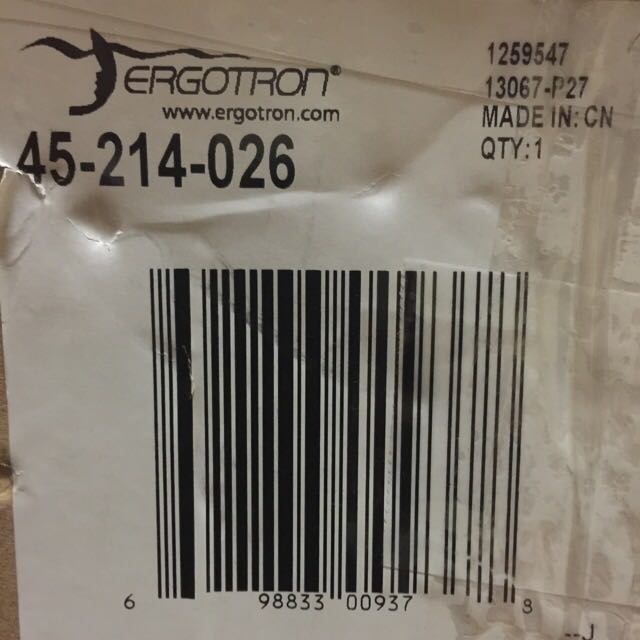 ERGOTRON®
www.ergotron.com
45-214-026
1259547
13067-P27
MADE IN: CN
QTY:1
6 98833 00937 8